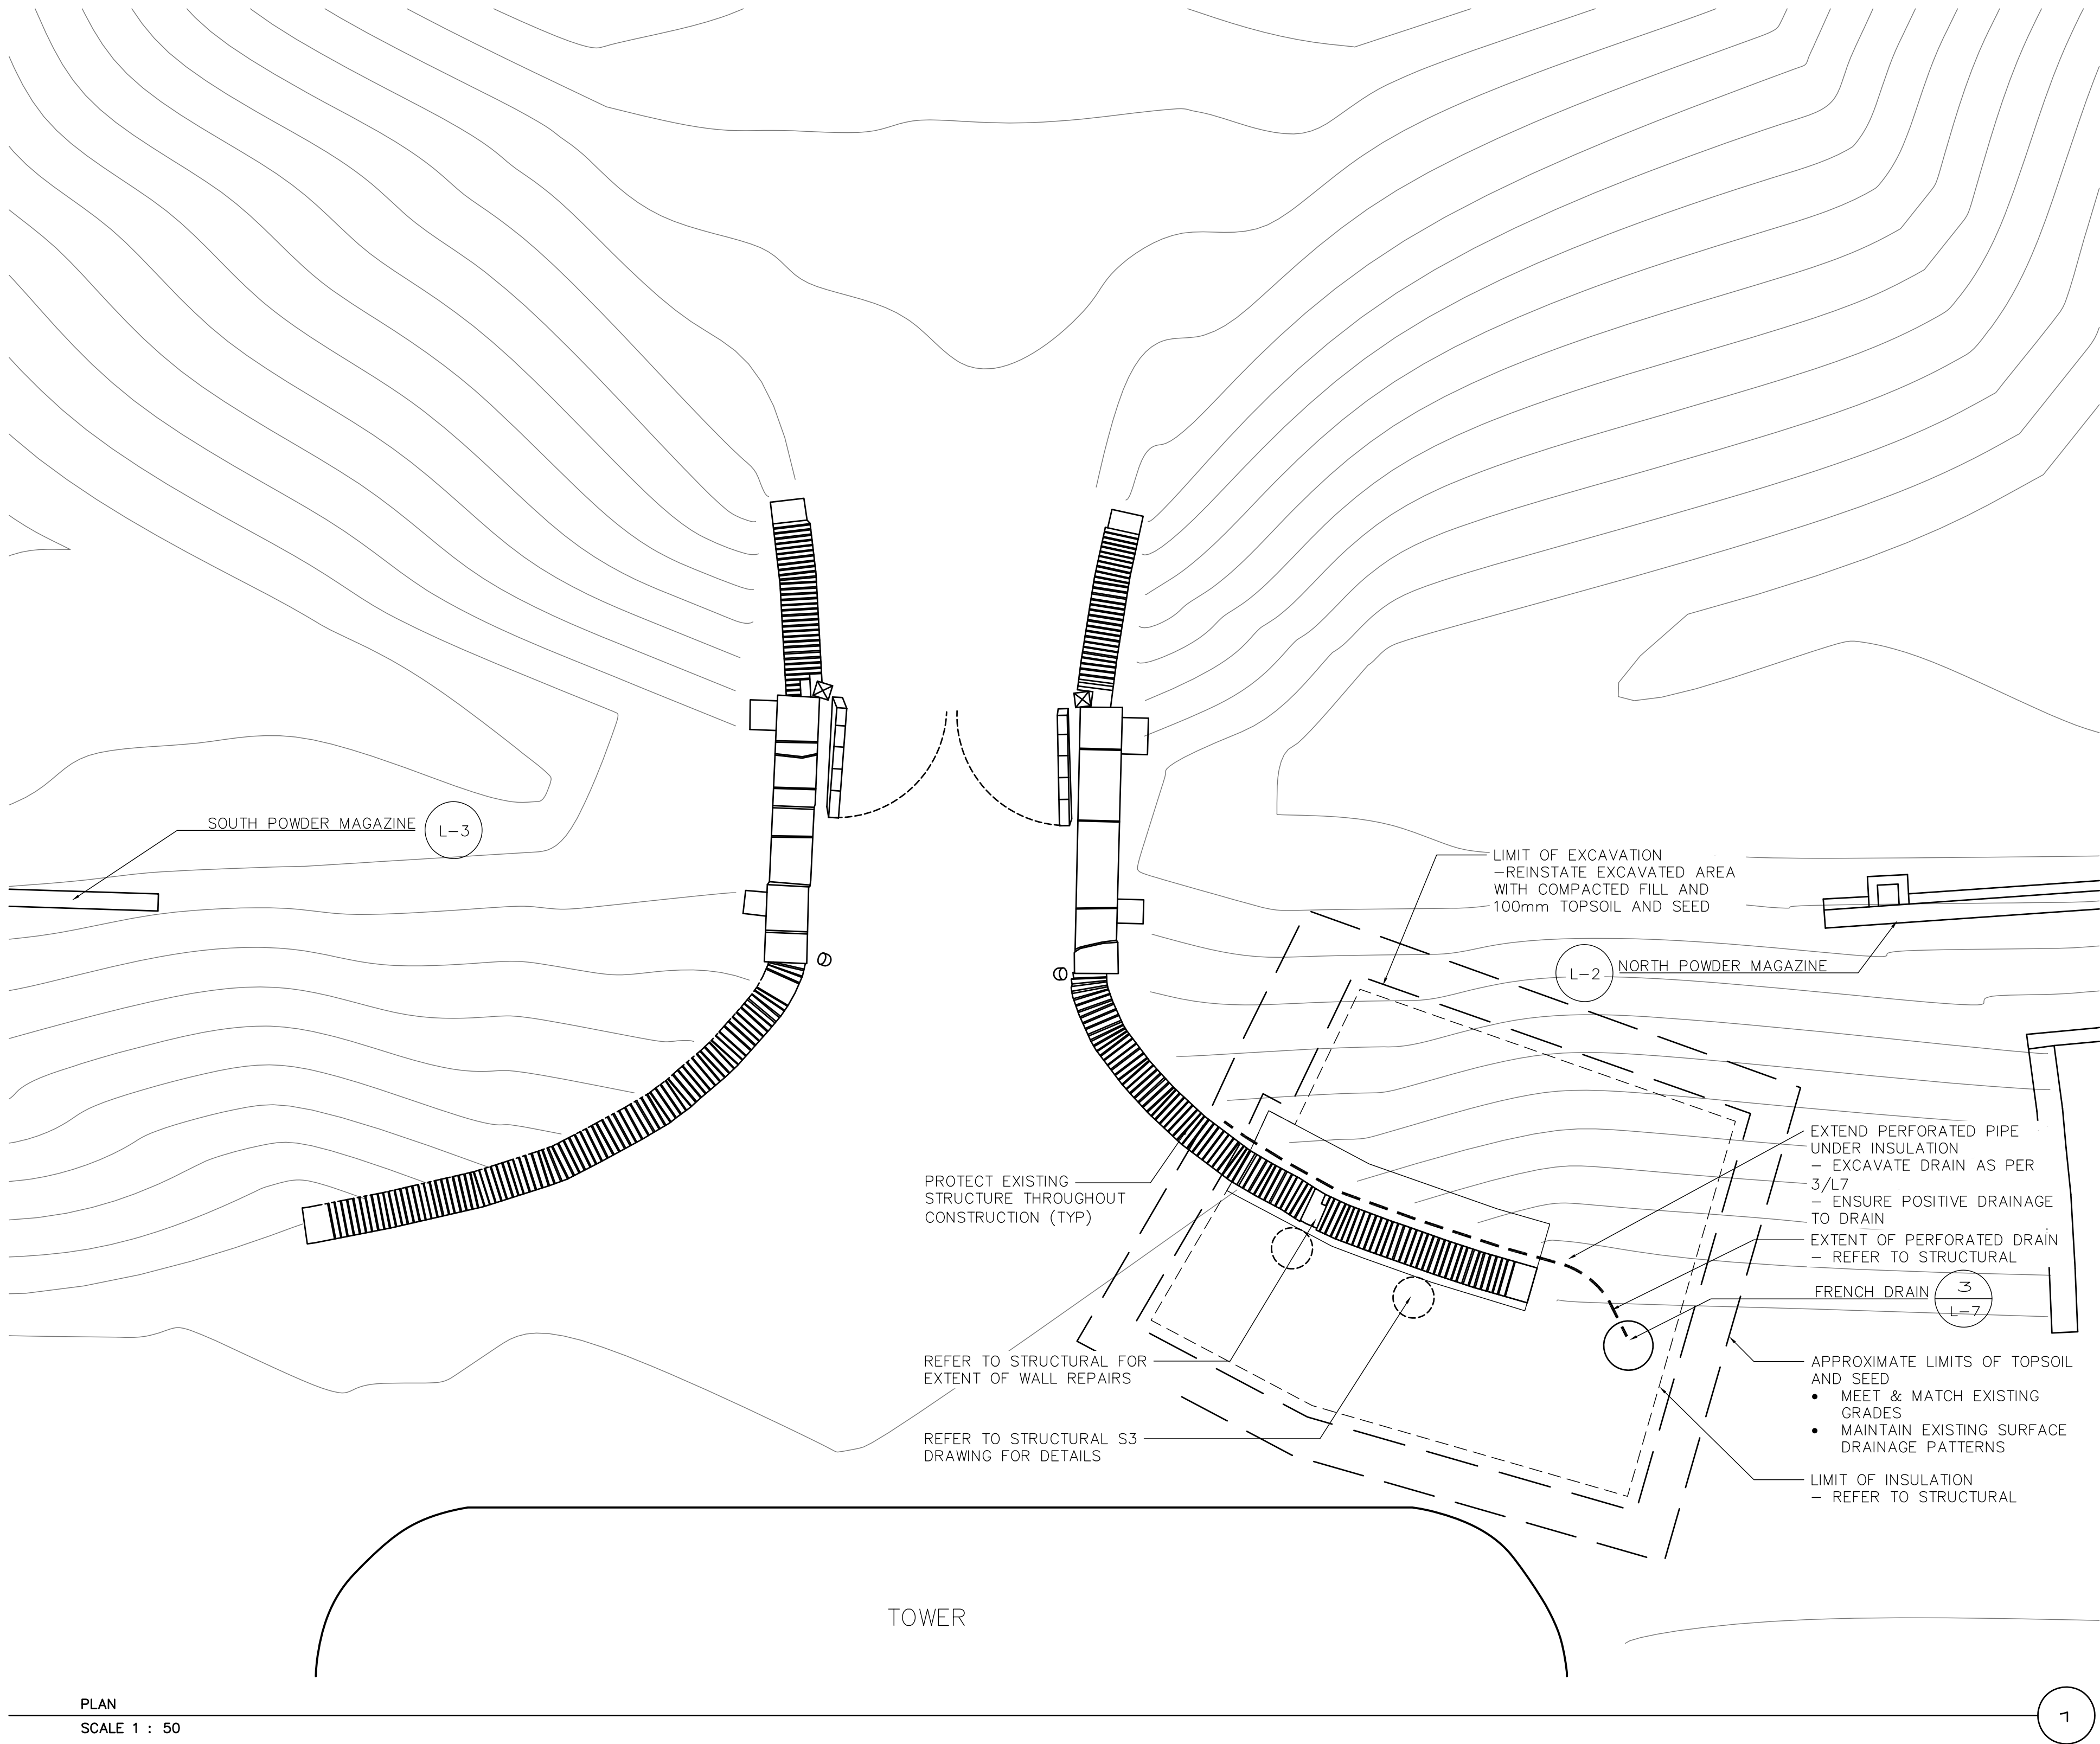 SOUTH POWDER MAGAZINE
L-3
LIMIT OF EXCAVATION
-REINSTATE EXCAVATED AREA
WITH COMPACTED FILL AND
100mm TOPSOIL AND SEED
L-2
NORTH POWDER MAGAZINE
EXTEND PERFORATED PIPE
UNDER INSULATION
- EXCAVATE DRAIN AS PER
3/L7
- ENSURE POSITIVE DRAINAGE
TO DRAIN
EXTENT OF PERFORATED DRAIN
- REFER TO STRUCTURAL
FRENCH DRAIN
3
L-7
PROTECT EXISTING
STRUCTURE THROUGHOUT
CONSTRUCTION (TYP)
REFER TO STRUCTURAL FOR
EXTENT OF WALL REPAIRS
APPROXIMATE LIMITS OF TOPSOIL
AND SEED
• MEET & MATCH EXISTING
GRADES
• MAINTAIN EXISTING SURFACE
DRAINAGE PATTERNS
REFER TO STRUCTURAL S3
DRAWING FOR DETAILS
LIMIT OF INSULATION
- REFER TO STRUCTURAL
TOWER
PLAN
SCALE 1 : 50